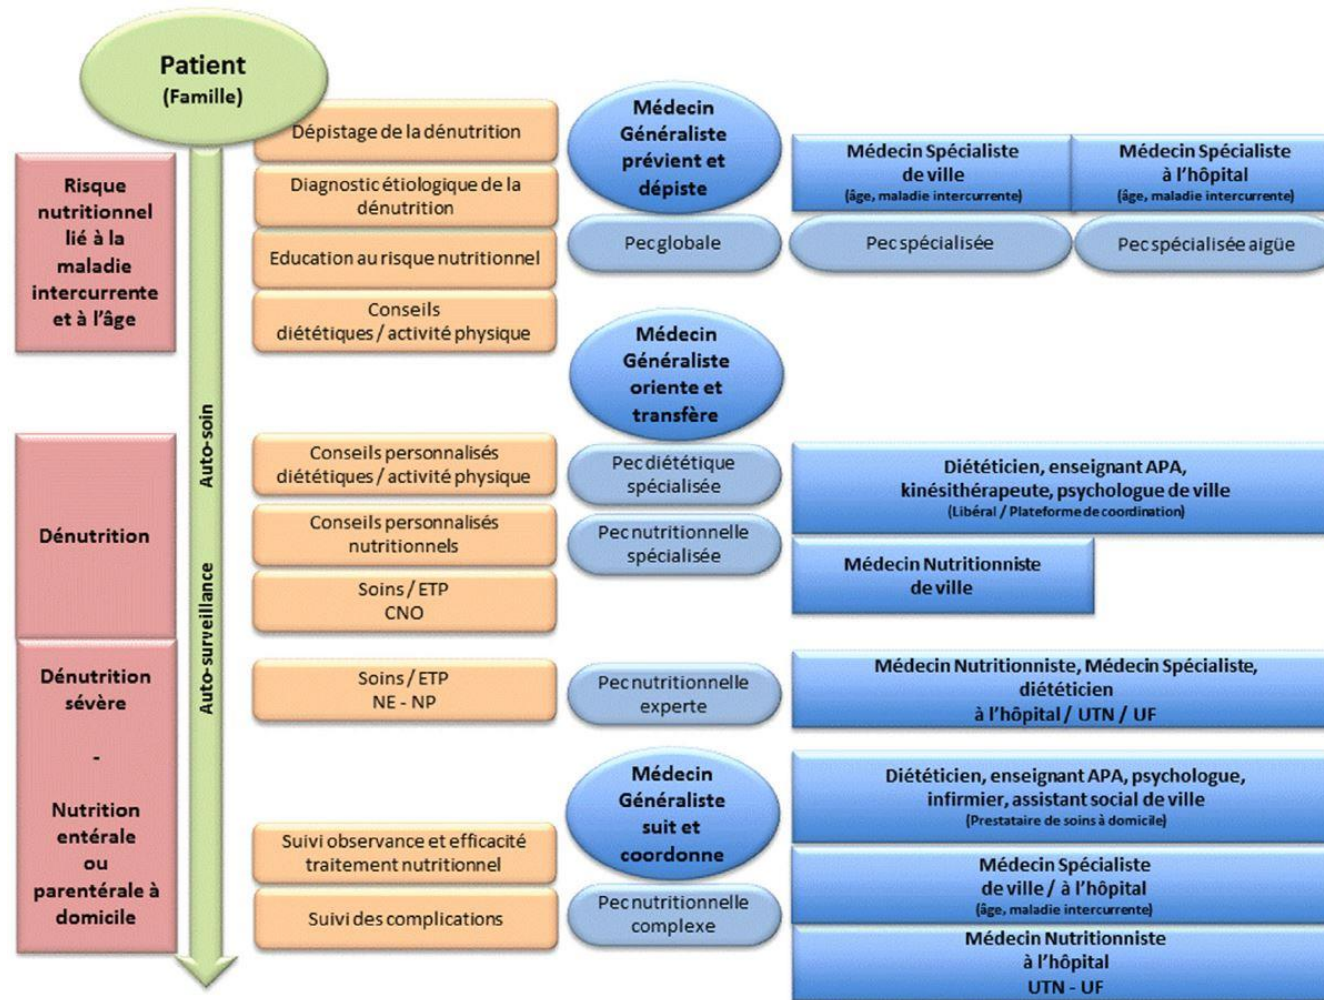 Patient
(Famille)
Risque
nutritionnel
lié à la
maladie
intercurrente
et à l'âge
Dénutrition
Dénutrition
sévère
-
Nutrition
entérale
ou
parentérale à
domicile
Auto-soin
Auto-surveillance
Dépistage de la dénutrition
Diagnostic étiologique de la
dénutrition
Education au risque nutritionnel
Conseils
diététiques / activité physique
Conseils personnalisés
diététiques / activité physique
Conseils personnalisés
nutritionnels
Soins / ETP
CNO
Soins / ETP
NE - NP
Suivi observance et efficacité
traitement nutritionnel
Suivi des complications
Médecin
Généraliste
prévient et
dépiste
Pec globale
Médecin
Généraliste
oriente et
transfère
Pec diététique
spécialisée
Pec nutritionnelle
spécialisée
Pec nutritionnelle
experte
Médecin
Généraliste
suit et
coordonne
Pec nutritionnelle
complexe
Médecin Spécialiste
de ville
(âge, maladie intercurrente)
Pec spécialisée
Médecin Spécialiste
à l'hôpital
(âge, maladie intercurrente)
Pec spécialisée aigüe
Diététicien, enseignant APA,
kinésithérapeute, psychologue de ville
(Libéral / Plateforme de coordination)
Médecin Nutritionniste
de ville
Médecin Nutritionniste, Médecin Spécialiste,
diététicien
à l'hôpital / UTN / UF
Diététicien, enseignant APA, psychologue,
infirmier, assistant social de ville
(Prestataire de soins à domicile)
Médecin Spécialiste
de ville / à l'hôpital
(âge, maladie intercurrente)
Médecin Nutritionniste
à l'hôpital
UTN - UF